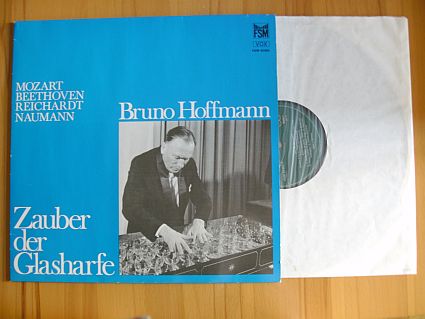 FSM
VOX
MOZART
BEETHOVEN
REICHARDT
NAUMANN
Bruno Hoffmann
Zauber
der
Glasharfe